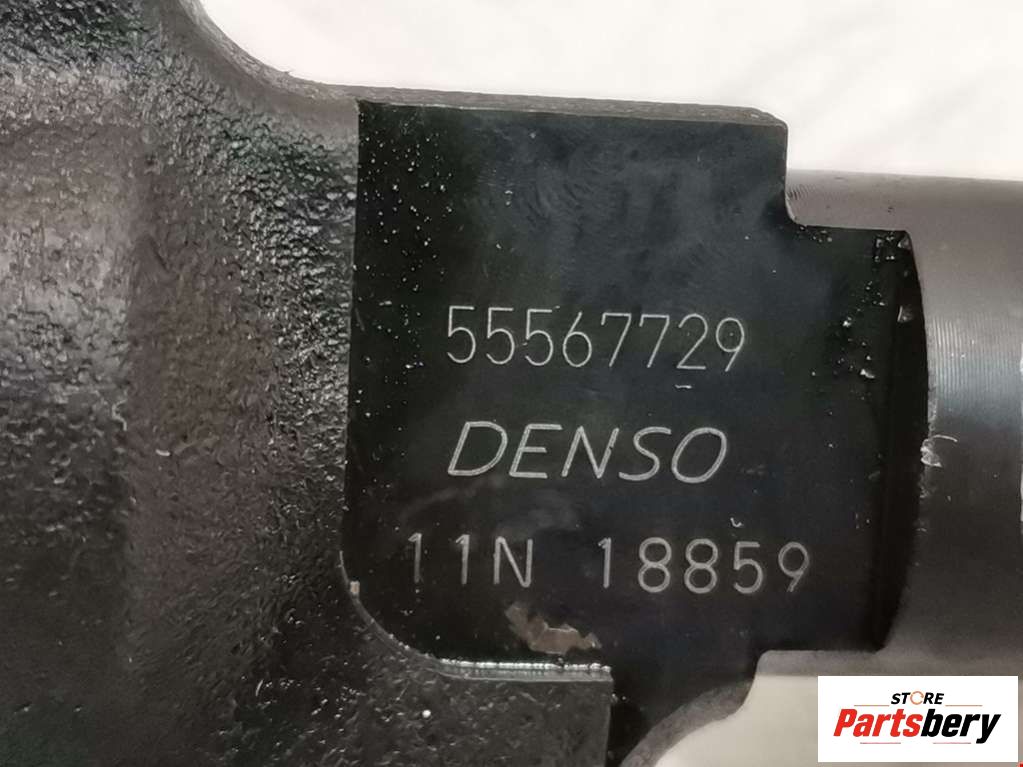 55567729
DENSO
11N 18859
STORE
Partsbery